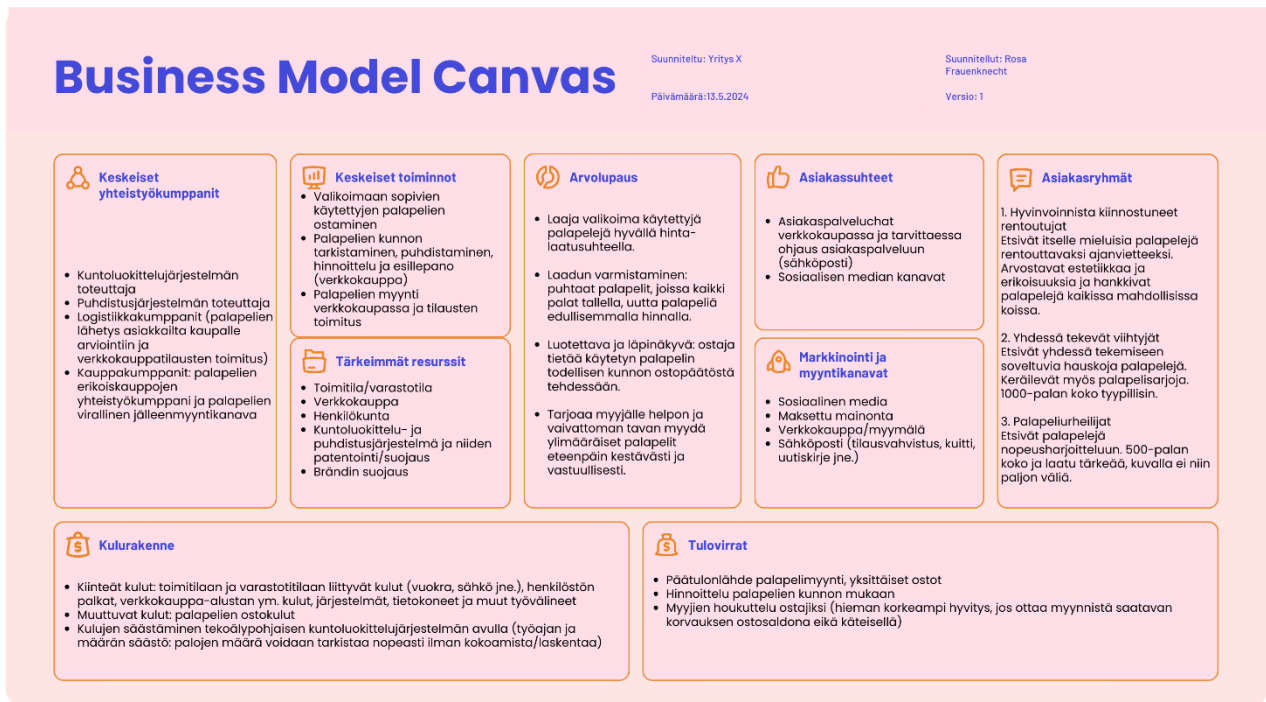 Business Model Canvas
Suunniteltu: Yritys X
Suunnitellut: Rosa
Frauenknecht
Päivämäärä:13.5.2024
Versio: 1
Keskeiset
yhteistyökumppanit
• Kuntoluokittelujärjestelmän
toteuttaja
• Puhdistusjärjestelmän toteuttaja
• Logistiikkakumppanit (palapelien
lähetys asiakkailta kaupalle
arviointiin ja
verkkokauppatilausten toimitus)
• Kauppakumppanit: palapelien
erikoiskauppojen
yhteistyökumppani ja palapelien
virallinen jälleenmyyntikanava
Keskeiset toiminnot
• Valikoimaan sopivien
käytettyjen palapelien
ostaminen
• Palapelien kunnon
tarkistaminen, puhdistaminen,
hinnoittelu ja esillepano
(verkkokauppa)
• Palapelien myynti
verkkokaupassa ja tilausten
toimitus
Tärkeimmät resurssit
• Toimitila/varastotila
• Verkkokauppa
• Henkilökunta
• Kuntoluokittelu- ja
puhdistusjärjestelmä ja niiden
patentointi/suojaus
• Brändin suojaus
Arvolupaus
• Laaja valikoima käytettyjä
palapelejä hyvällä hinta-
laatusuhteella.
• Laadun varmistaminen:
puhtaat palapelit, joissa kaikki
palat tallella, uutta palapeliä
edullisemmalla hinnalla.
• Luotettava ja läpinäkyvä: ostaja
tietää käytetyn palapelin
todellisen kunnon ostopäätöstä
tehdessään.
• Tarjoaa myyjälle helpon ja
vaivattoman tavan myydä
ylimääräiset palapelit
eteenpäin kestävästi ja
vastuullisesti.
Asiakassuhteet
• Asiakaspalveluchat
verkkokaupassa ja tarvittaessa
ohjaus asiakaspalveluun
(sähköposti)
• Sosiaalisen median kanavat
Markkinointi ja
myyntikanavat
• Sosiaalinen media
• Maksettu mainonta
• Verkkokauppa/myymälä
• Sähköposti (tilausvahvistus, kuitti,
uutiskirje jne.)
Asiakasryhmät
1. Hyvinvoinnista kiinnostuneet
rentoutujat
Etsivät itselle mieluisia palapelejä
rentouttavaksi ajanvietteeksi.
Arvostavat estetiikkaa ja
erikoisuuksia ja hankkivat
palapelejä kaikissa mahdollisissa
koissa.
2. Yhdessä tekevät viihtyjät
Etsivät yhdessä tekemiseen
soveltuvia hauskoja palapelejä.
Keräilevät myös palapelisarjoja.
1000-palan koko tyypillisin.
3. Palapeliurheilijat
Etsivät palapelejä
nopeusharjoitteluun. 500-palan
koko ja laatu tärkeää, kuvalla ei niin
paljon väliä.
Kulurakenne
• Kiinteät kulut: toimitilaan ja varastotitilaan liittyvät kulut (vuokra, sähkö jne.), henkilöstön
palkat, verkkokauppa-alustan ym. kulut, järjestelmät, tietokoneet ja muut työvälineet
• Muuttuvat kulut: palapelien ostokulut
• Kulujen säästäminen tekoälypohjaisen kuntoluokittelujärjestelmän avulla (työajan ja
määrän säästö: palojen määrä voidaan tarkistaa nopeasti ilman kokoamista/laskentaa)
Tulovirrat
• Päätulonlähde palapelimyynti, yksittäiset ostot
• Hinnoittelu palapelien kunnon mukaan
• Myyjien houkuttelu ostajiksi (hieman korkeampi hyvitys, jos ottaa myynnistä saatavan
korvauksen ostosaldona eikä käteisellä)